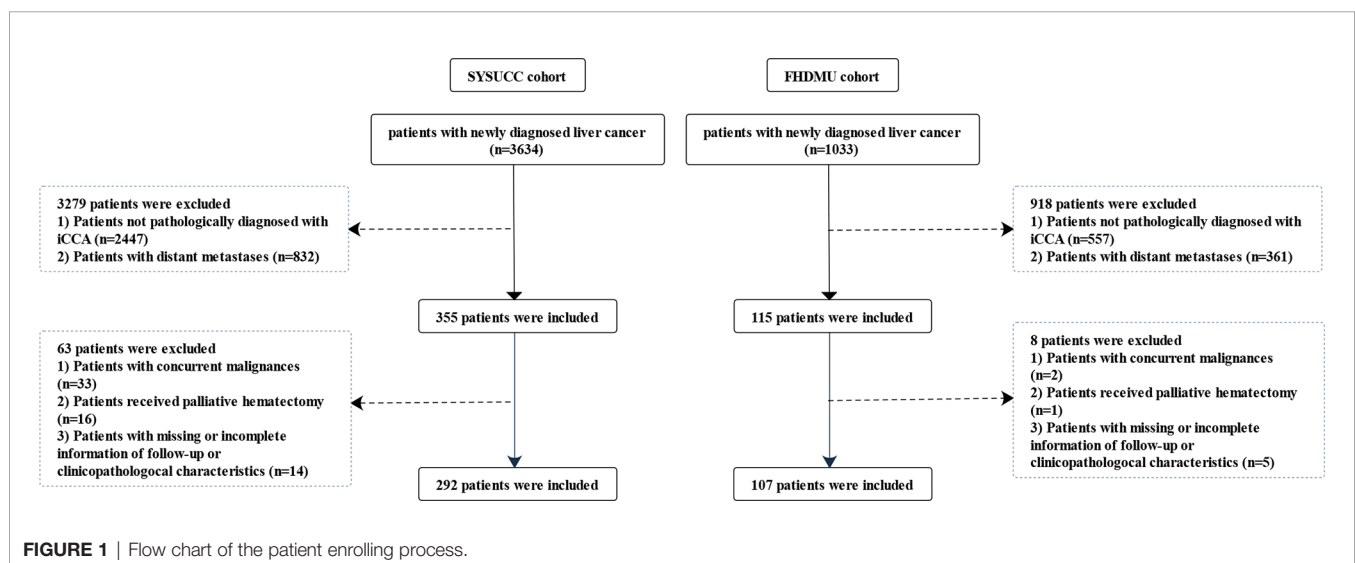 SYSUCC cohort
FHDMU cohort
patients with newly diagnosed liver cancer
(n=3634)
patients with newly diagnosed liver cancer
(n=1033)
3279 patients were excluded
1) Patients not pathologically diagnosed with
iCCA (n=2447)
2) Patients with distant metastases (n=832)
918 patients were excluded
1) Patients not pathologically diagnosed with
iCCA (n=557)
2) Patients with distant metastases (n=361)
355 patients were included
115 patients were included
63 patients were excluded
1) Patients with concurrent malignances
(n=33)
2) Patients received palliative hematectomy
(n=16)
3) Patients with missing or incomplete
information of follow-up or
clinicopathologocal characteristics (n=14)
8 patients were excluded
1) Patients with concurrent malignances
(n=2)
2) Patients received palliative hematectomy
(n=1)
3) Patients with missing or incomplete
information of follow-up or
clinicopathologocal characteristics (n=5)
292 patients were included
107 patients were included
FIGURE 1 | Flow chart of the patient enrolling process.